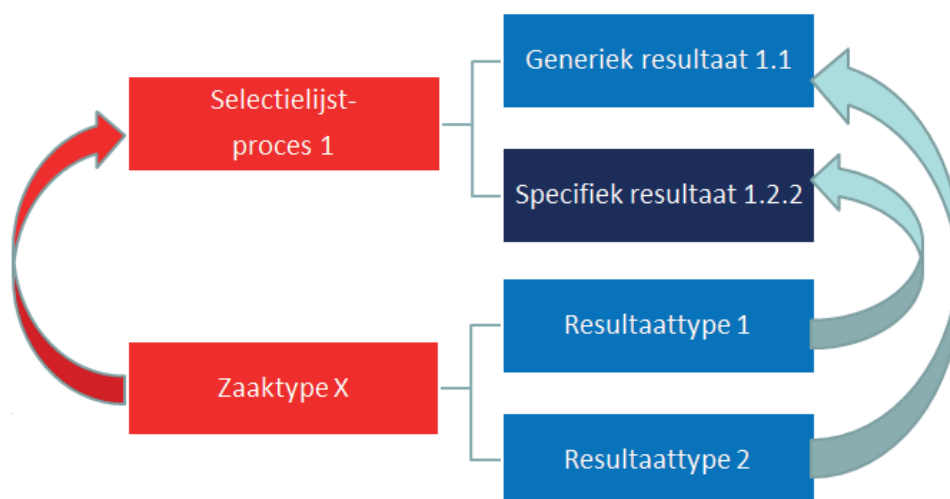 Generiek resultaat 1.1
Selectielijst-
proces 1
Specifiek resultaat 1.2.2
Resultaattype 1
Zaaktype X
Resultaattype 2